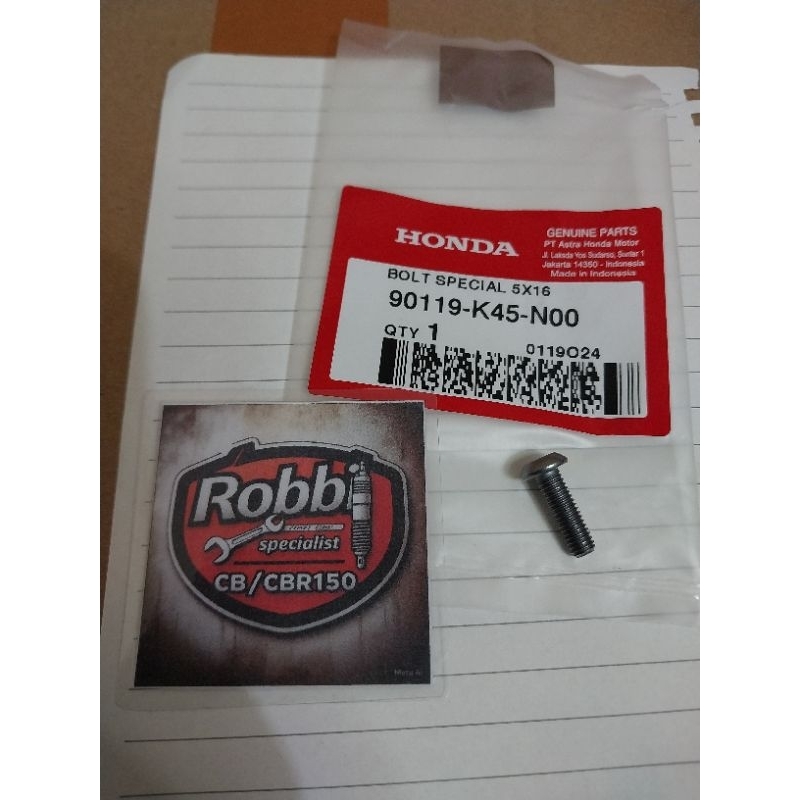 HONDA
GENUINE PARTS
PT Astra Honda Motor
Jl. Laksda Yos Sudarso, Sunter 1
Jakarta 14350 - Indonesia
Made in Indonesia
BOLT SPECIAL 5X16
90119-K45-N00
QTY 1
0119O24
Robbi
specialist
CB/CBR150